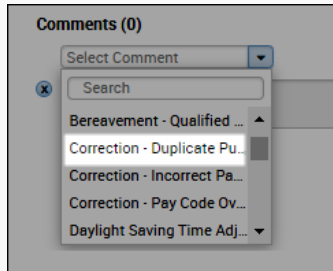 Comments (0)
Select Comment
Search
Bereavement - Qualified ...
Correction - Duplicate Pu...
Correction - Incorrect Pa...
Correction - Pay Code Ov...
Daylight Saving Time Adj...